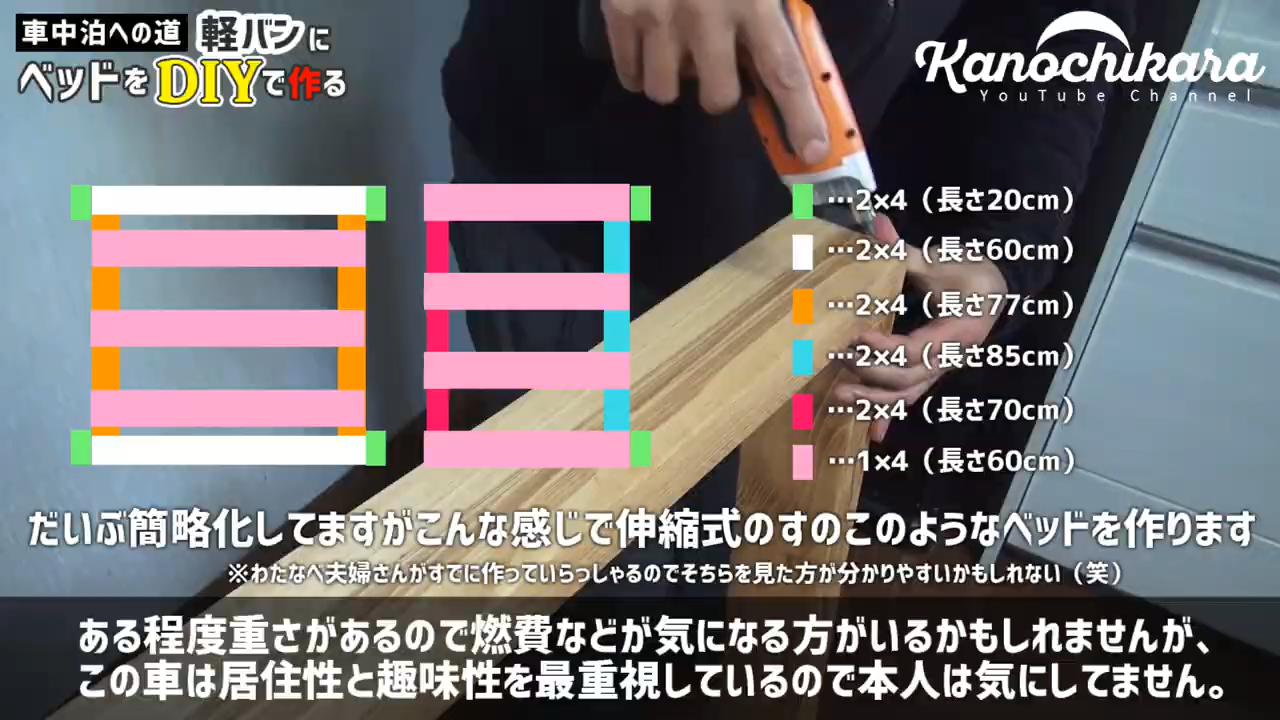 車中泊への道 軽バンに
ベッドをDIYで作る
Kanochikara
YouTube Channel
…2×4（長さ20cm）
…2×4（長さ60cm）
…2×4（長さ77cm）
…2×4（長さ85cm）
…2×4（長さ70cm）
…1×4（長さ60cm）
だいぶ簡略化してますがこんな感じで伸縮式のすのこのようなベッドを作ります
※わたなべ夫婦さんがすでに作っていらっしゃるのでそちらを見た方が分かりやすいかもしれない（笑）
ある程度重さがあるので燃費などが気になる方がいるかもしれませんが、
この車は居住性と趣味性を最重視しているので本人は気にしてません。